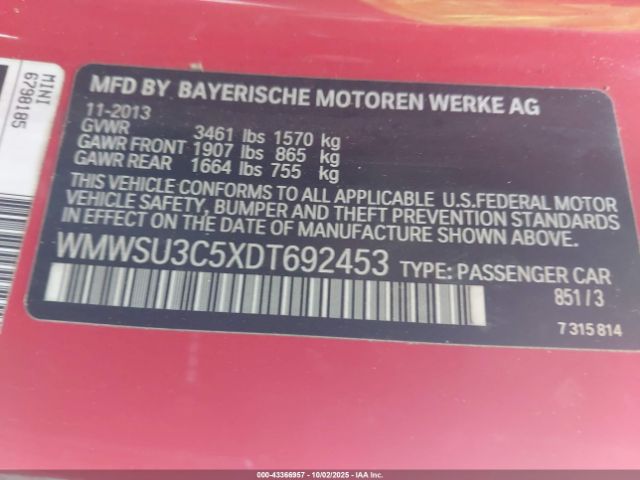 MINI
6798185
MFD BY BAYERISCHE MOTOREN WERKE AG
11-2013
GVWR 3461 lbs 1570 kg
GAWR FRONT 1907 lbs 865 kg
GAWR REAR 1664 lbs 755 kg
THIS VEHICLE CONFORMS TO ALL APPLICABLE U.S.FEDERAL MOTOR
VEHICLE SAFETY, BUMPER AND THEFT PREVENTION STANDARDS
IN EFFECT ON THE DATE OF MANUFACTURE SHOWN ABOVE.
WMWSU3C5XDT692453 TYPE: PASSENGER CAR
851 / 3
7 315 814
000-43366957 - 10/02/2025 - IAA Inc.